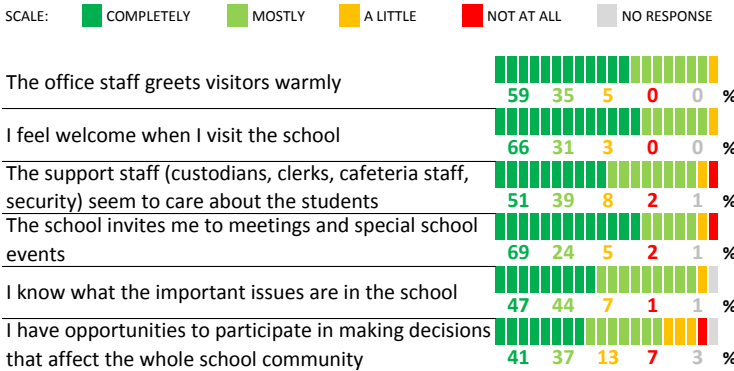 SCALE: COMPLETELY MOSTLY A LITTLE NOT AT ALL NO RESPONSE
The office staff greets visitors warmly
59 35 5 0 0 %
I feel welcome when I visit the school
66 31 3 0 0 %
The support staff (custodians, clerks, cafeteria staff,
security) seem to care about the students
51 39 8 2 1 %
The school invites me to meetings and special school
events
69 24 5 2 1 %
I know what the important issues are in the school
47 44 7 1 1 %
I have opportunities to participate in making decisions
that affect the whole school community
41 37 13 7 3 %